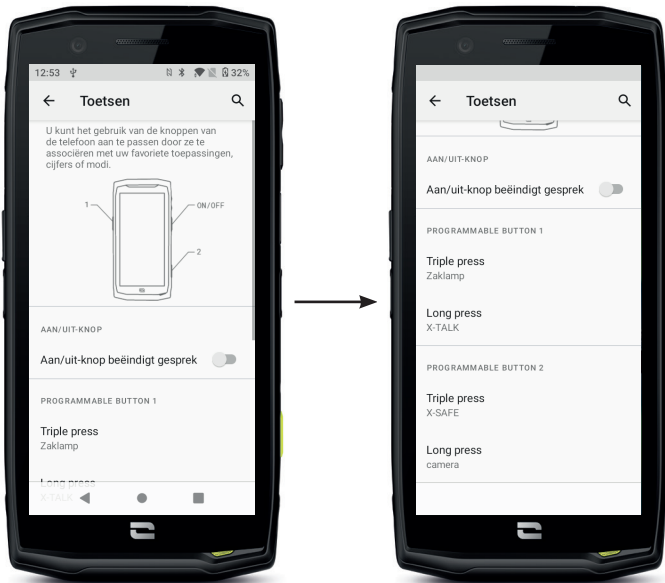 12:53 32%
Toetsen
U kunt het gebruik van de knoppen van
de telefoon aan te passen door ze te
associëren met uw favoriete toepassingen,
cijfers of modi.
1
ON/OFF
2
AAN/UIT-KNOP
Aan/uit-knop beëindigt gesprek
PROGRAMMABLE BUTTON 1
Triple press
Zaklamp
Long press
X-TALK
Toetsen
AAN/UIT-KNOP
Aan/uit-knop beëindigt gesprek
PROGRAMMABLE BUTTON 1
Triple press
Zaklamp
Long press
X-TALK
PROGRAMMABLE BUTTON 2
Triple press
X-SAFE
Long press
camera